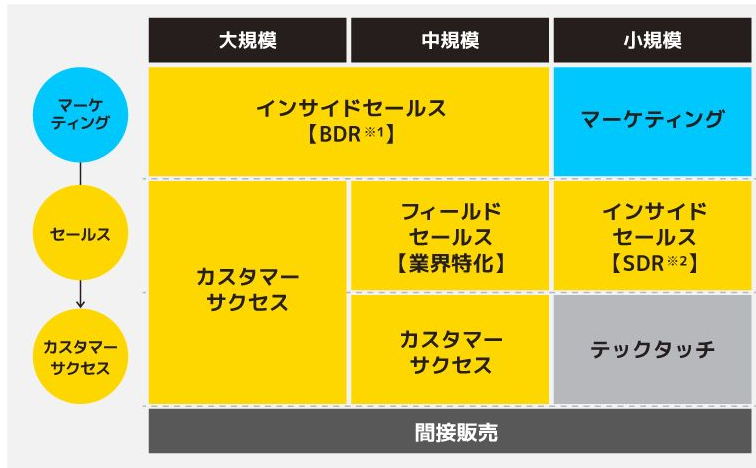 大規模
中規模
小規模
マーケ
ティング
インサイドセールス
【BDR※1】
マーケティング
セールス
カスタマー
サクセス
フィールド
セールス
【業界特化】
インサイド
セールス
【SDR※2】
カスタマー
サクセス
カスタマー
サクセス
テックタッチ
間接販売